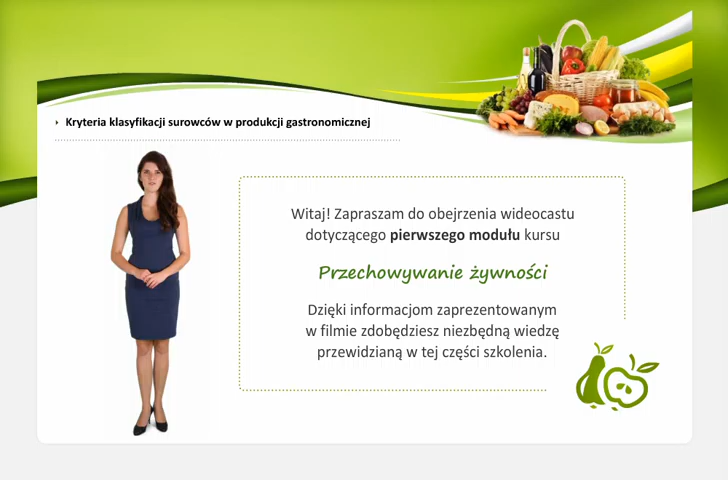 Kryteria klasyfikacji surowców w produkcji gastronomicznej
Witaj! Zapraszam do obejrzenia wideocastu
dotyczącego pierwszego modułu kursu
Przechowywanie żywności
Dzięki informacjom zaprezentowanym
w filmie zdobędziesz niezbędną wiedzę
przewidzianą w tej części szkolenia.